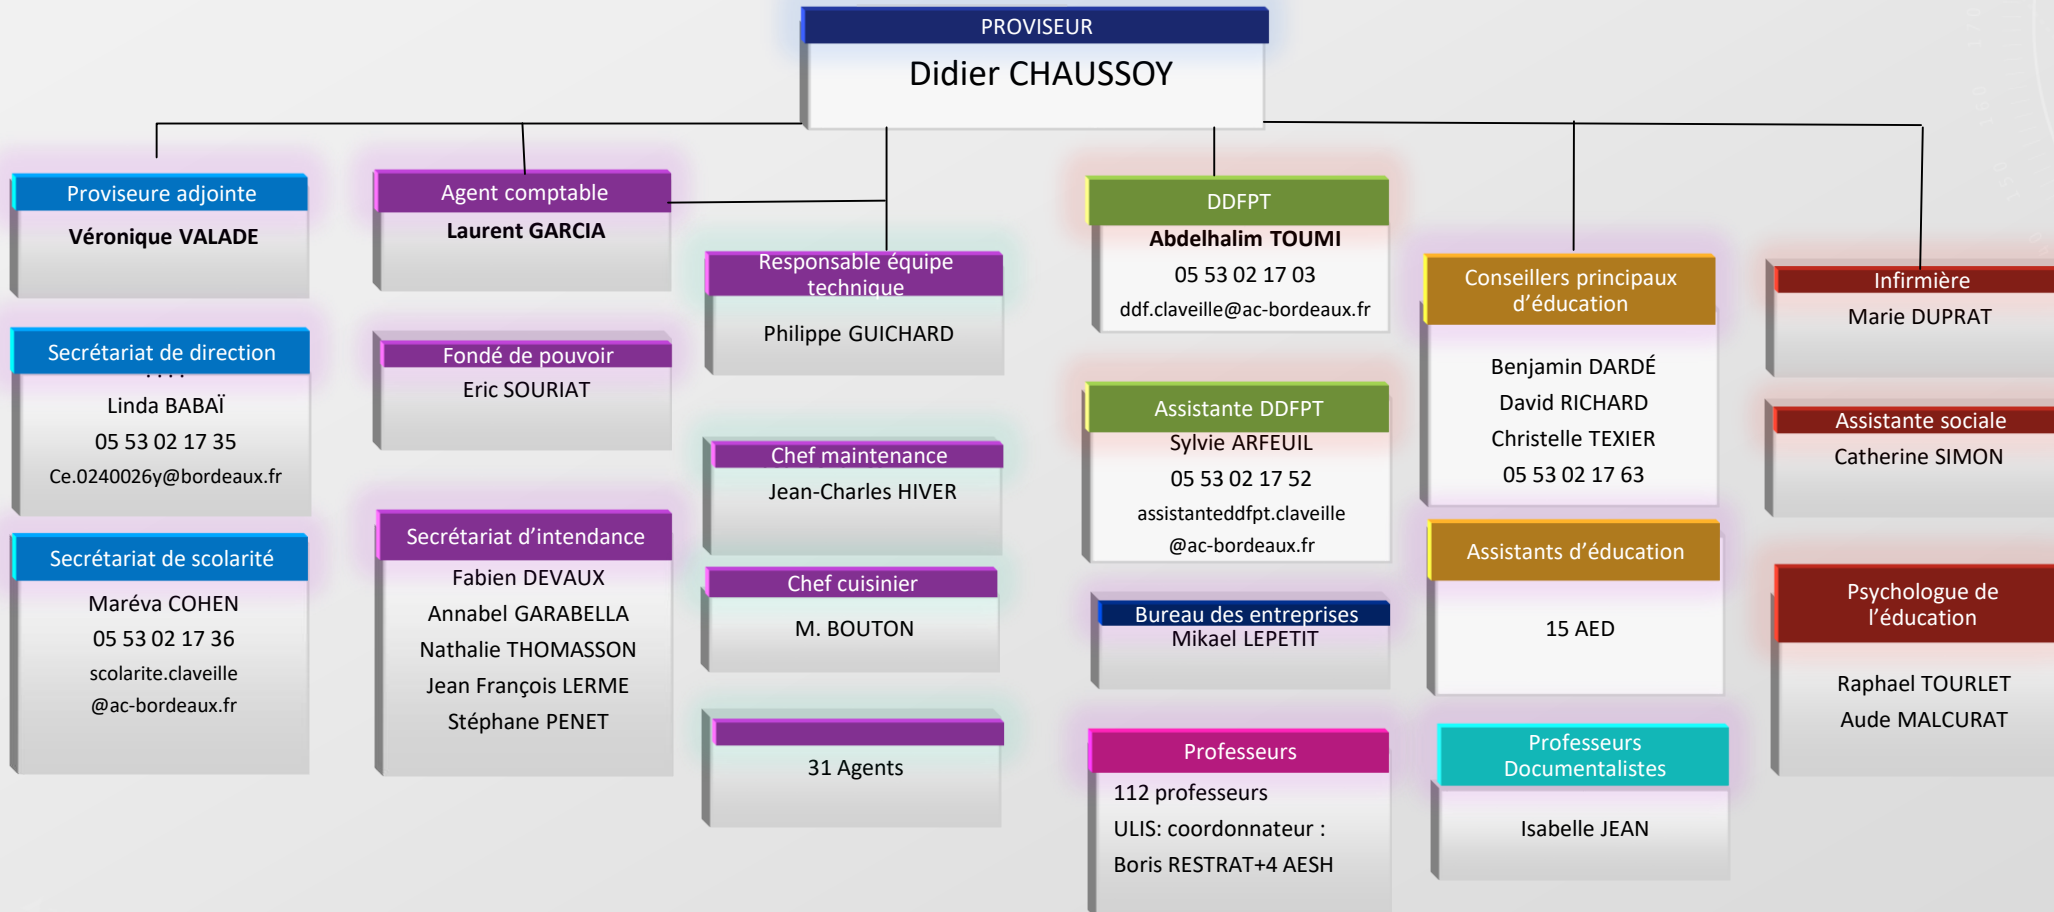 PROVISEUR
Didier CHAUSSOY
Proviseure adjointe
Véronique VALADE
Secrétariat de direction
Linda BABAÏ
05 53 02 17 35
Ce.0240026y@bordeaux.fr
Secrétariat de scolarité
Maréva COHEN
05 53 02 17 36
scolarite.claveille
@ac-bordeaux.fr
Agent comptable
Laurent GARCIA
Fondé de pouvoir
Eric SOURIAT
Secrétariat d’intendance
Fabien DEVAUX
Annabel GARABELLA
Nathalie THOMASSON
Jean François LERME
Stéphane PENET
Responsable équipe
technique
Philippe GUICHARD
Chef maintenance
Jean-Charles HIVER
Chef cuisinier
M. BOUTON
31 Agents
DDFPT
Abdelhalim TOUMI
05 53 02 17 03
ddf.claveille@ac-bordeaux.fr
Assistante DDFPT
Sylvie ARFEUIL
05 53 02 17 52
assistanteddfpt.claveille
@ac-bordeaux.fr
Bureau des entreprises
Mikael LEPETIT
Professeurs
112 professeurs
ULIS: coordonnateur :
Boris RESTRAT+4 AESH
Conseillers principaux
d’éducation
Benjamin DARDÉ
David RICHARD
Christelle TEXIER
05 53 02 17 63
Assistants d’éducation
15 AED
Professeurs
Documentalistes
Isabelle JEAN
Infirmière
Marie DUPRAT
Assistante sociale
Catherine SIMON
Psychologue de
l’éducation
Raphael TOURLET
Aude MALCURAT